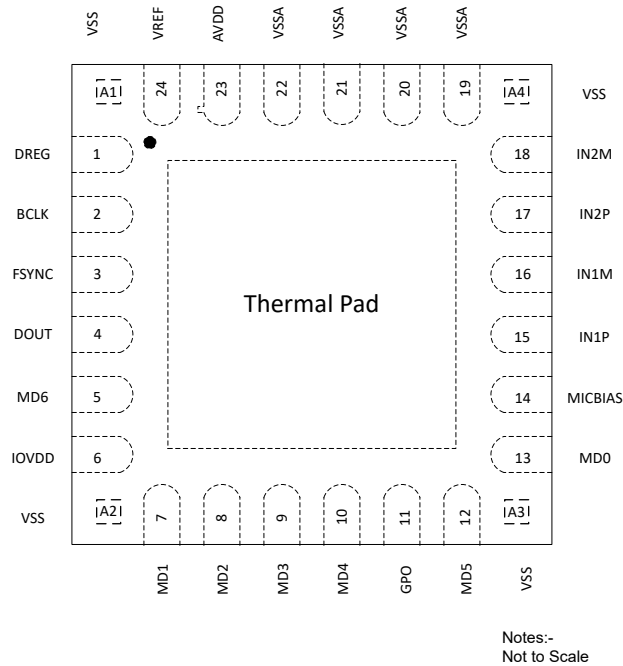 VSS VREF AVDD VSSA VSSA VSSA VSSA
A1 24 23 22 21 20 19 A4 VSS
DREG 1 18 IN2M
BCLK 2 17 IN2P
FSYNC 3 16 IN1M
Thermal Pad
DOUT 4 15 IN1P
MD6 5 14 MICBIAS
IOVDD 6 13 MD0
VSS A2 7 8 9 10 11 12 A3
MD1 MD2 MD3 MD4 GPO MD5 VSS
Notes:-
Not to Scale